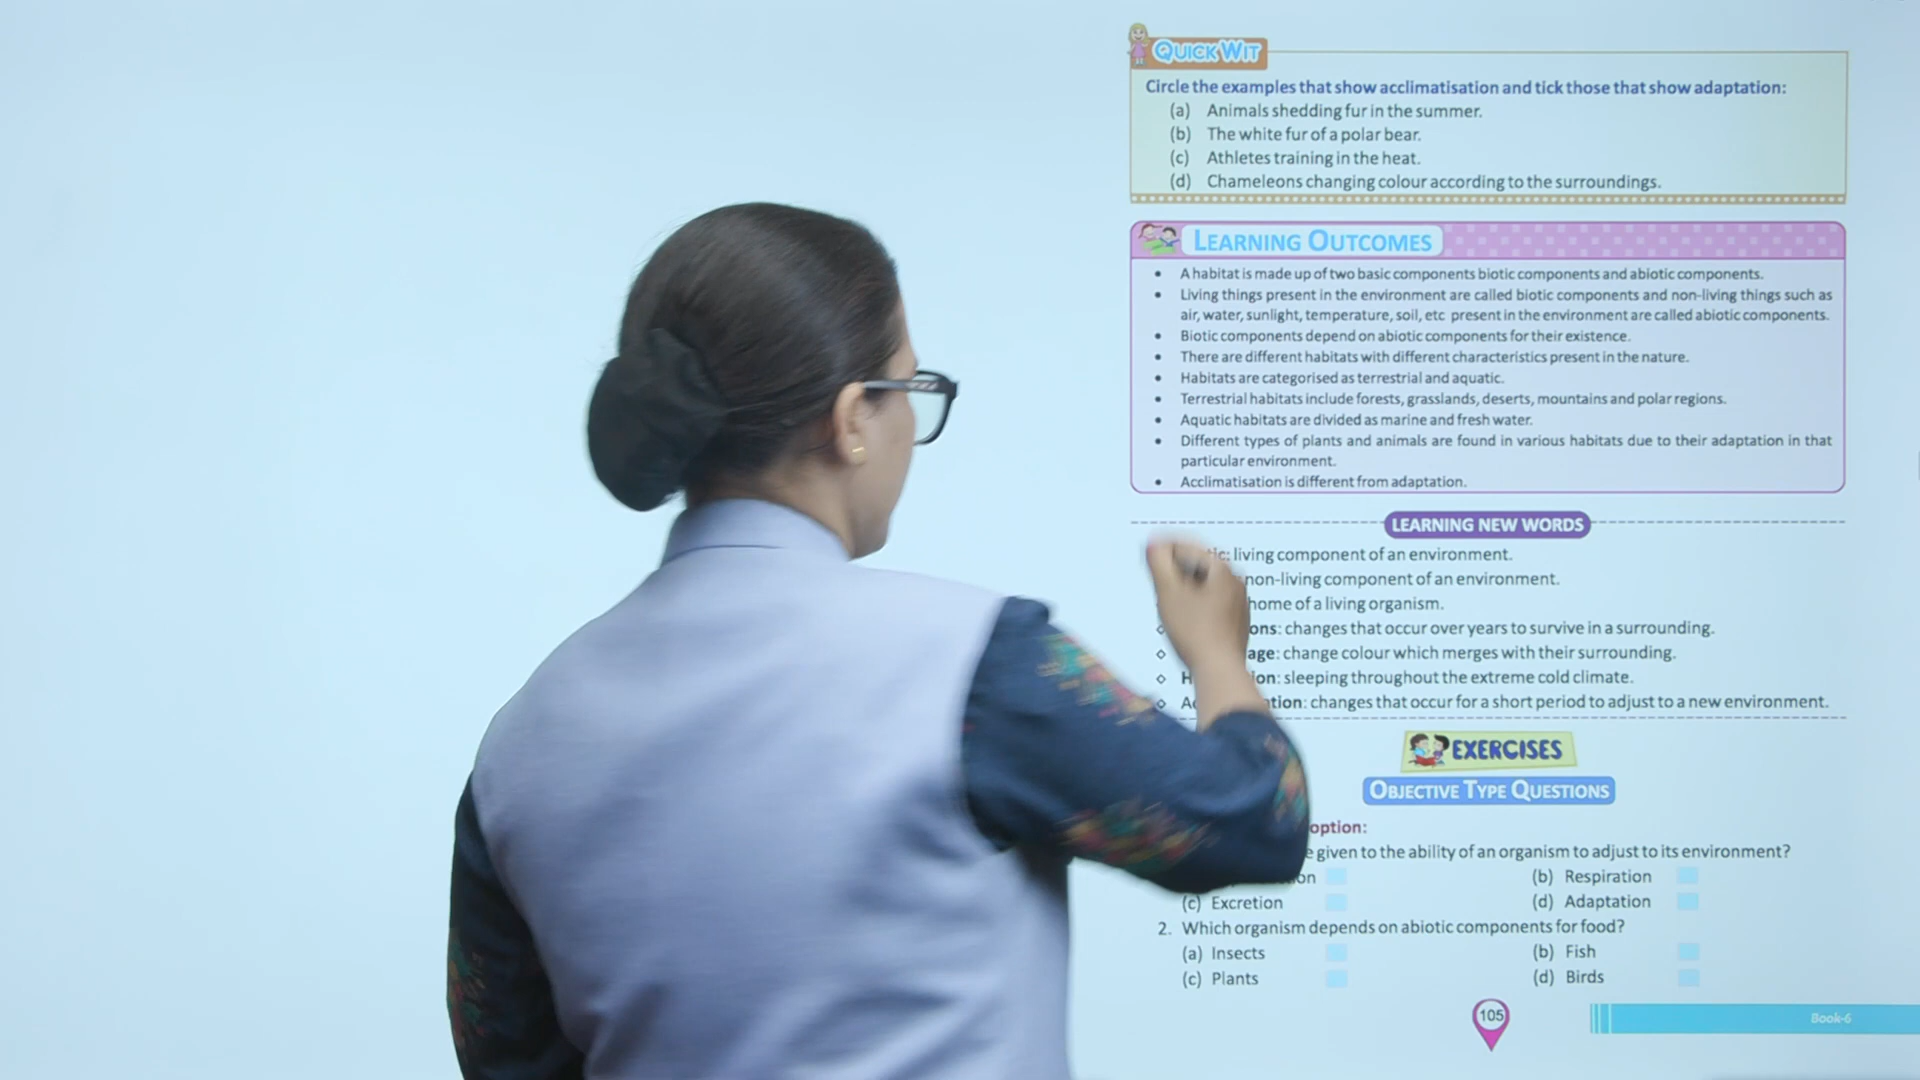 QUICK WIT
Circle the examples that show acclimatisation and tick those that show adaptation:
(a) Animals shedding fur in the summer.
(b) The white fur of a polar bear.
(c) Athletes training in the heat.
(d) Chameleons changing colour according to the surroundings.
LEARNING OUTCOMES
• A habitat is made up of two basic components biotic components and abiotic components.
• Living things present in the environment are called biotic components and non-living things such as
air, water, sunlight, temperature, soil, etc present in the environment are called abiotic components.
• Biotic components depend on abiotic components for their existence.
• There are different habitats with different characteristics present in the nature.
• Habitats are categorised as terrestrial and aquatic.
• Terrestrial habitats include forests, grasslands, deserts, mountains and polar regions.
• Aquatic habitats are divided as marine and fresh water.
• Different types of plants and animals are found in various habitats due to their adaptation in that
particular environment.
• Acclimatisation is different from adaptation.
LEARNING NEW WORDS
living component of an environment.
non-living component of an environment.
home of a living organism.
changes that occur over years to survive in a surrounding.
change colour which merges with their surrounding.
sleeping throughout the extreme cold climate.
changes that occur for a short period to adjust to a new environment.
EXERCISES
OBJECTIVE TYPE QUESTIONS
option:
given to the ability of an organism to adjust to its environment?
(b) Respiration
(c) Excretion (d) Adaptation
2. Which organism depends on abiotic components for food?
(a) Insects (b) Fish
(c) Plants (d) Birds
105
Book-6